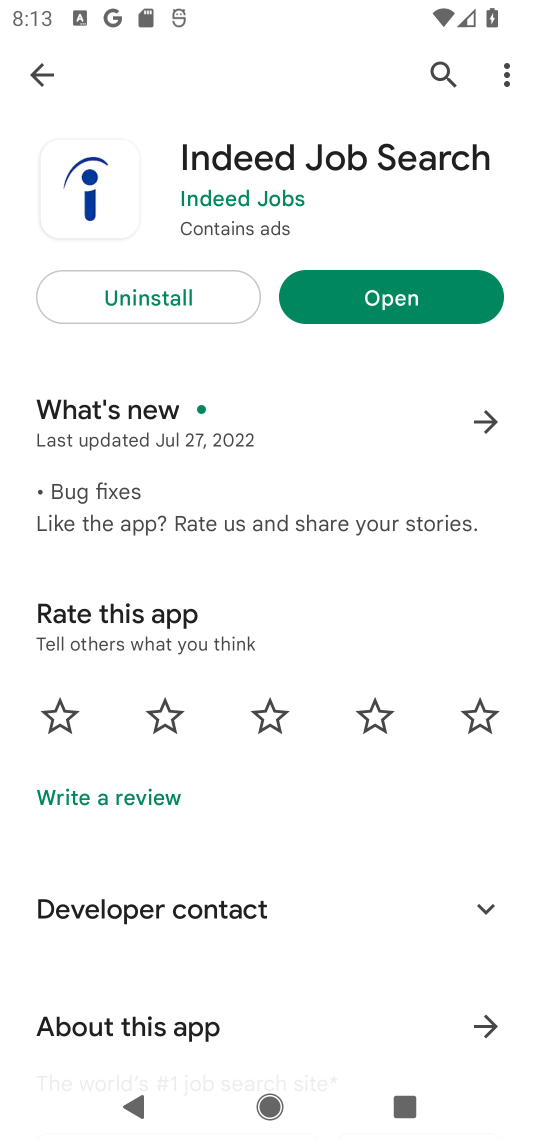 8:13
Indeed Job Search
Indeed Jobs
Contains ads
Uninstall
Open
What's new
Last updated Jul 27, 2022
• Bug fixes
Like the app? Rate us and share your stories.
Rate this app
Tell others what you think
Write a review
Developer contact
About this app
The world's #1 job search site*